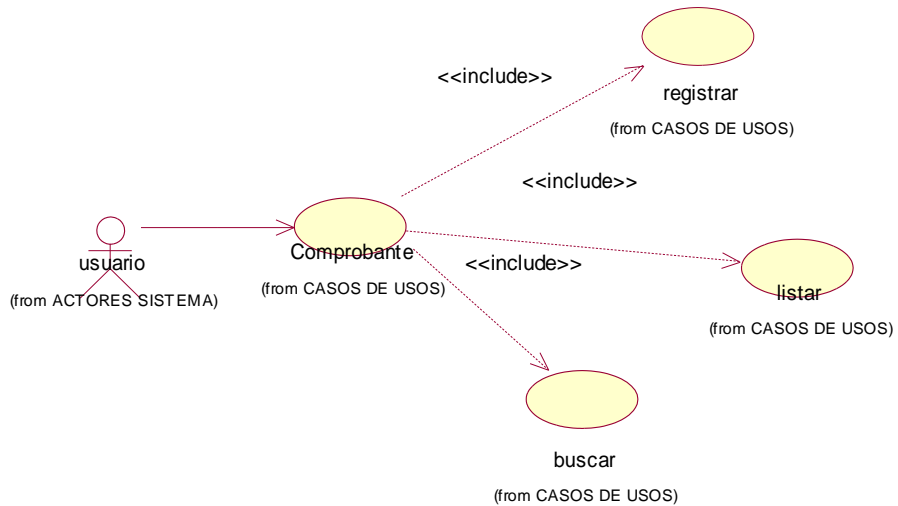 <<include>>
registrar
(from CASOS DE USOS)
<<include>>
usuario
(from ACTORES SISTEMA)
Comprobante
(from CASOS DE USOS)
<<include>>
listar
(from CASOS DE USOS)
buscar
(from CASOS DE USOS)